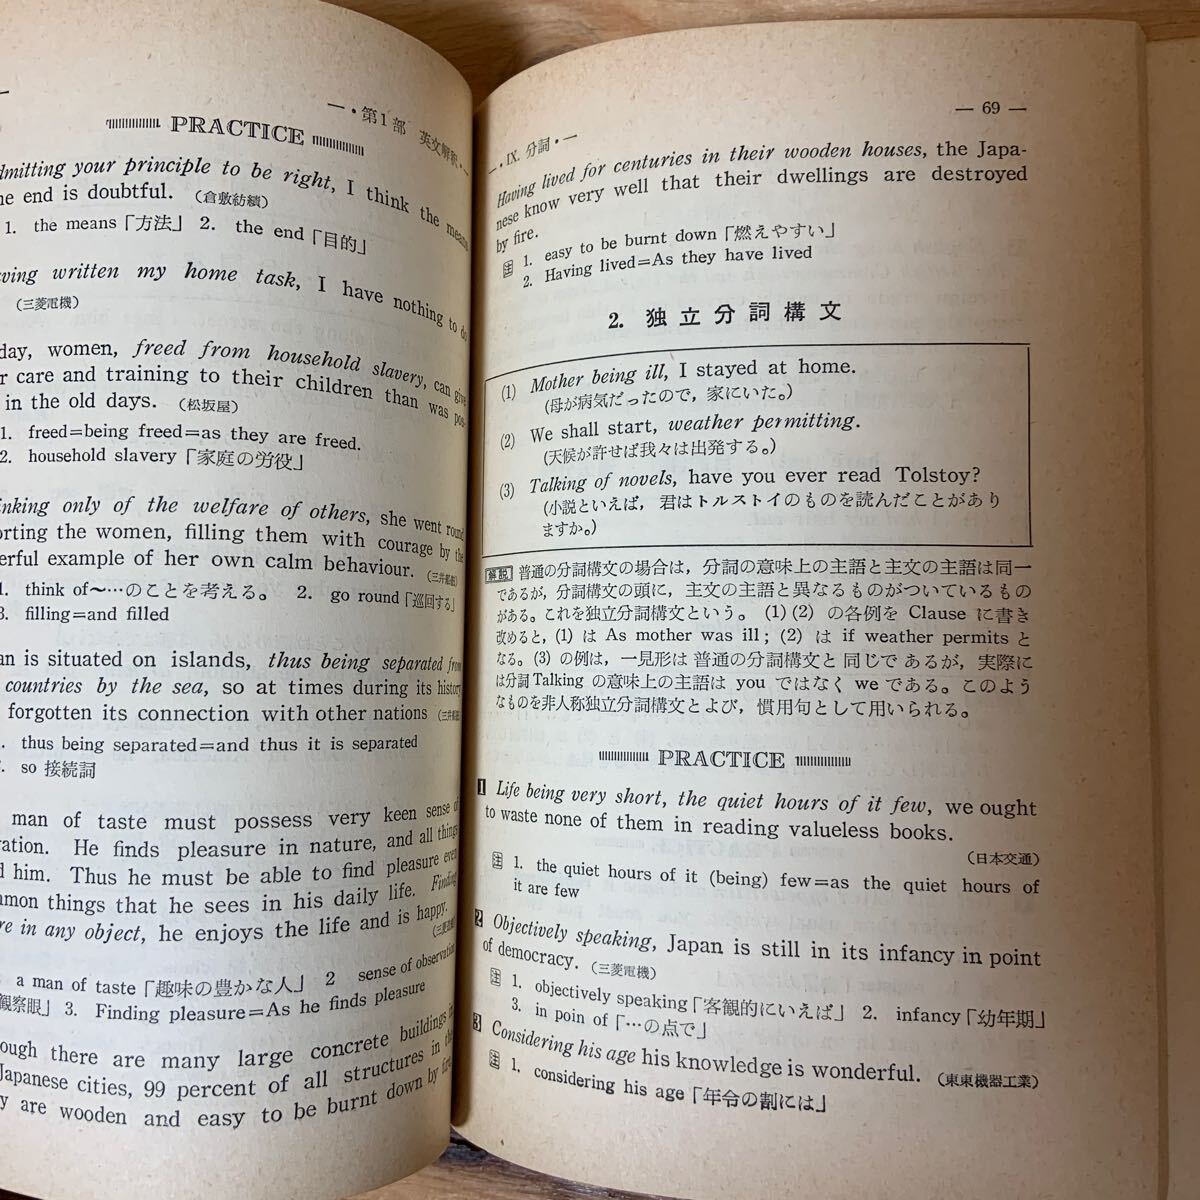 — • 第1部 英文解釈 • —
PRACTICE
your principle to be right, I think the means
end is doubtful. （倉敷紡績）
1. the means「方法」 2. the end「目的」
written my home task, I have nothing to do
（三菱電機）
women, freed from household slavery, can give
care and training to their children than was pos-
in the old days. （松坂屋）
1. freed=being freed=as they are freed.
2. household slavery「家庭の労役」
only of the welfare of others, she went round
the women, filling them with courage by the
example of her own calm behaviour.
think of〜…のことを考える。 2. go round「巡回する」
3. filling=and filled
is situated on islands, thus being separated from
countries by the sea, so at times during its history
forgotten its connection with other nations
thus being separated=and thus it is separated
so 接続詞
man of taste must possess very keen sense of
He finds pleasure in nature, and all things
him. Thus he must be able to find pleasure even
things that he sees in his daily life. Finding
in any object, he enjoys the life and is happy.
a man of taste「趣味の豊かな人」 2 sense of observation
観察眼」 3. Finding pleasure=As he finds pleasure
there are many large concrete buildings in
Japanese cities, 99 percent of all structures in the
are wooden and easy to be burnt down by fire.
— 69 —
— • IX. 分詞 • —
Having lived for centuries in their wooden houses, the Japa-
nese know very well that their dwellings are destroyed
by fire.
注 1. easy to be burnt down「燃えやすい」
2. Having lived=As they have lived
2. 独立分詞構文
(1) Mother being ill, I stayed at home.
（母が病気だったので，家にいた。）
(2) We shall start, weather permitting.
（天候が許せば我々は出発する。）
(3) Talking of novels, have you ever read Tolstoy?
（小説といえば，君はトルストイのものを読んだことがあり
ますか。）
解説 普通の分詞構文の場合は，分詞の意味上の主語と主文の主語は同一
であるが，分詞構文の頭に，主文の主語と異なるものがついているもの
がある。これを独立分詞構文という。 (1) (2) の各例を Clause に書き
改めると，(1) は As mother was ill ; (2) は if weather permits と
なる。(3) の例は，一見形は普通の分詞構文と同じであるが，実際に
は分詞 Talking の意味上の主語は you ではなく we である。このよう
なものを非人称独立分詞構文とよび，慣用句として用いられる。
PRACTICE
1 Life being very short, the quiet hours of it few, we ought
to waste none of them in reading valueless books.
（日本交通）
注 1. the quiet hours of it (being) few=as the quiet hours of
it are few
2 Objectively speaking, Japan is still in its infancy in point
of democracy. （三菱電機）
注 1. objectively speaking「客観的にいえば」 2. infancy「幼年期」
3. in poin of「…の点で」
3 Considering his age his knowledge is wonderful. （東東機器工業）
注 1. considering his age「年令の割には」